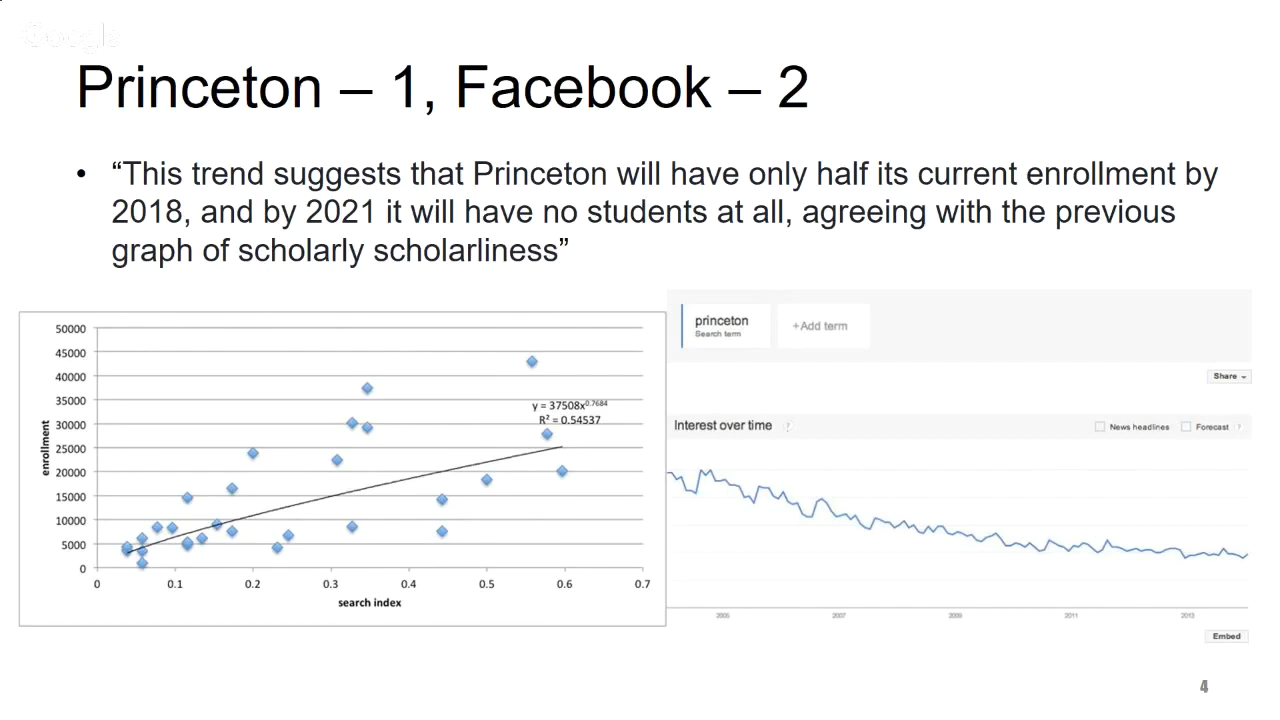 Google
Princeton – 1, Facebook – 2
• “This trend suggests that Princeton will have only half its current enrollment by
2018, and by 2021 it will have no students at all, agreeing with the previous
graph of scholarly scholarliness”
50000
45000
40000
35000
30000
25000
20000
15000
10000
5000
0
enrollment
y = 37508x^0.7684
R² = 0.54537
0 0.1 0.2 0.3 0.4 0.5 0.6 0.7
search index
princeton
Search term
+Add term
Share
Interest over time ?
News headlines
Forecast ?
2005 2007 2009 2011 2013
Embed
4